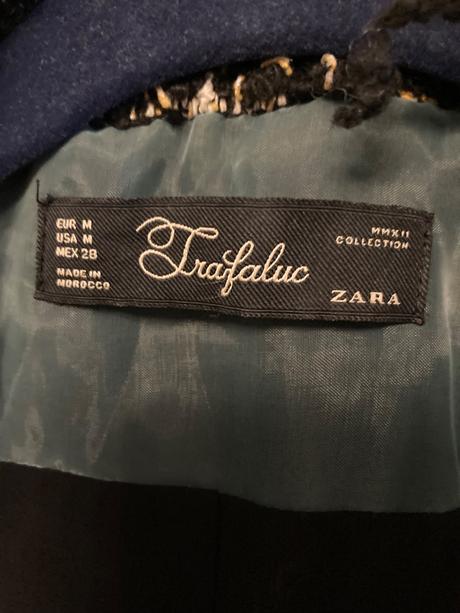 EUR M
USA M
MEX 28
MADE IN
MOROCCO
Trafaluc
MMXII
COLLECTION
ZARA